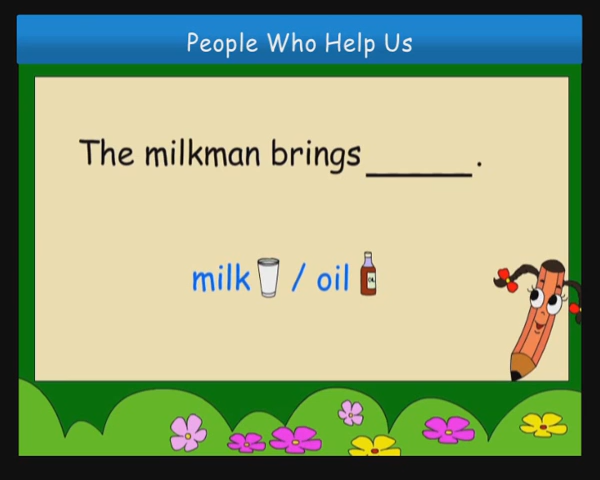 People Who Help Us
The milkman brings _____.
milk / oil